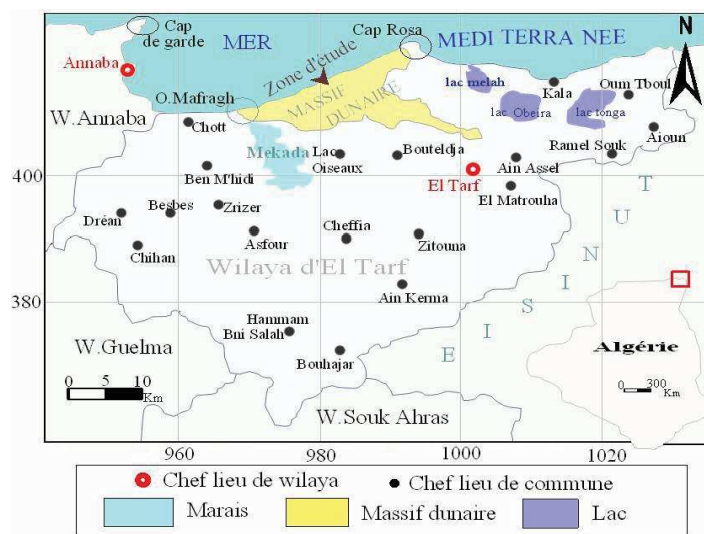 Cap
de garde
MER
Cap Rosa
MEDI TERRA NEE
N
Annaba
Zone d'étude
lac melah
Kala
Oum Tboul
O.Mafragh
MASSIF
DUNAIRE
lac Obeira
lac tonga
W.Annaba
Chott
Mekada
Lac
Oiseaux
Bouteldja
Ramel Souk
Aioun
400
Ben M'hidi
Ain Assel
El Tarf
El Matrouha
Dréan
Besbes
Zrizer
Cheffia
Asfour
Zitouna
Chihan
Wilaya d'El Tarf
TUNISIE
380
Ain Kerma
Hammam
Bni Salah
Bouhajar
W.Guelma
Algérie
0 5 10
Km
0 300
Km
W.Souk Ahras
960 980 1000 1020
Chef lieu de wilaya
Chef lieu de commune
Marais
Massif dunaire
Lac